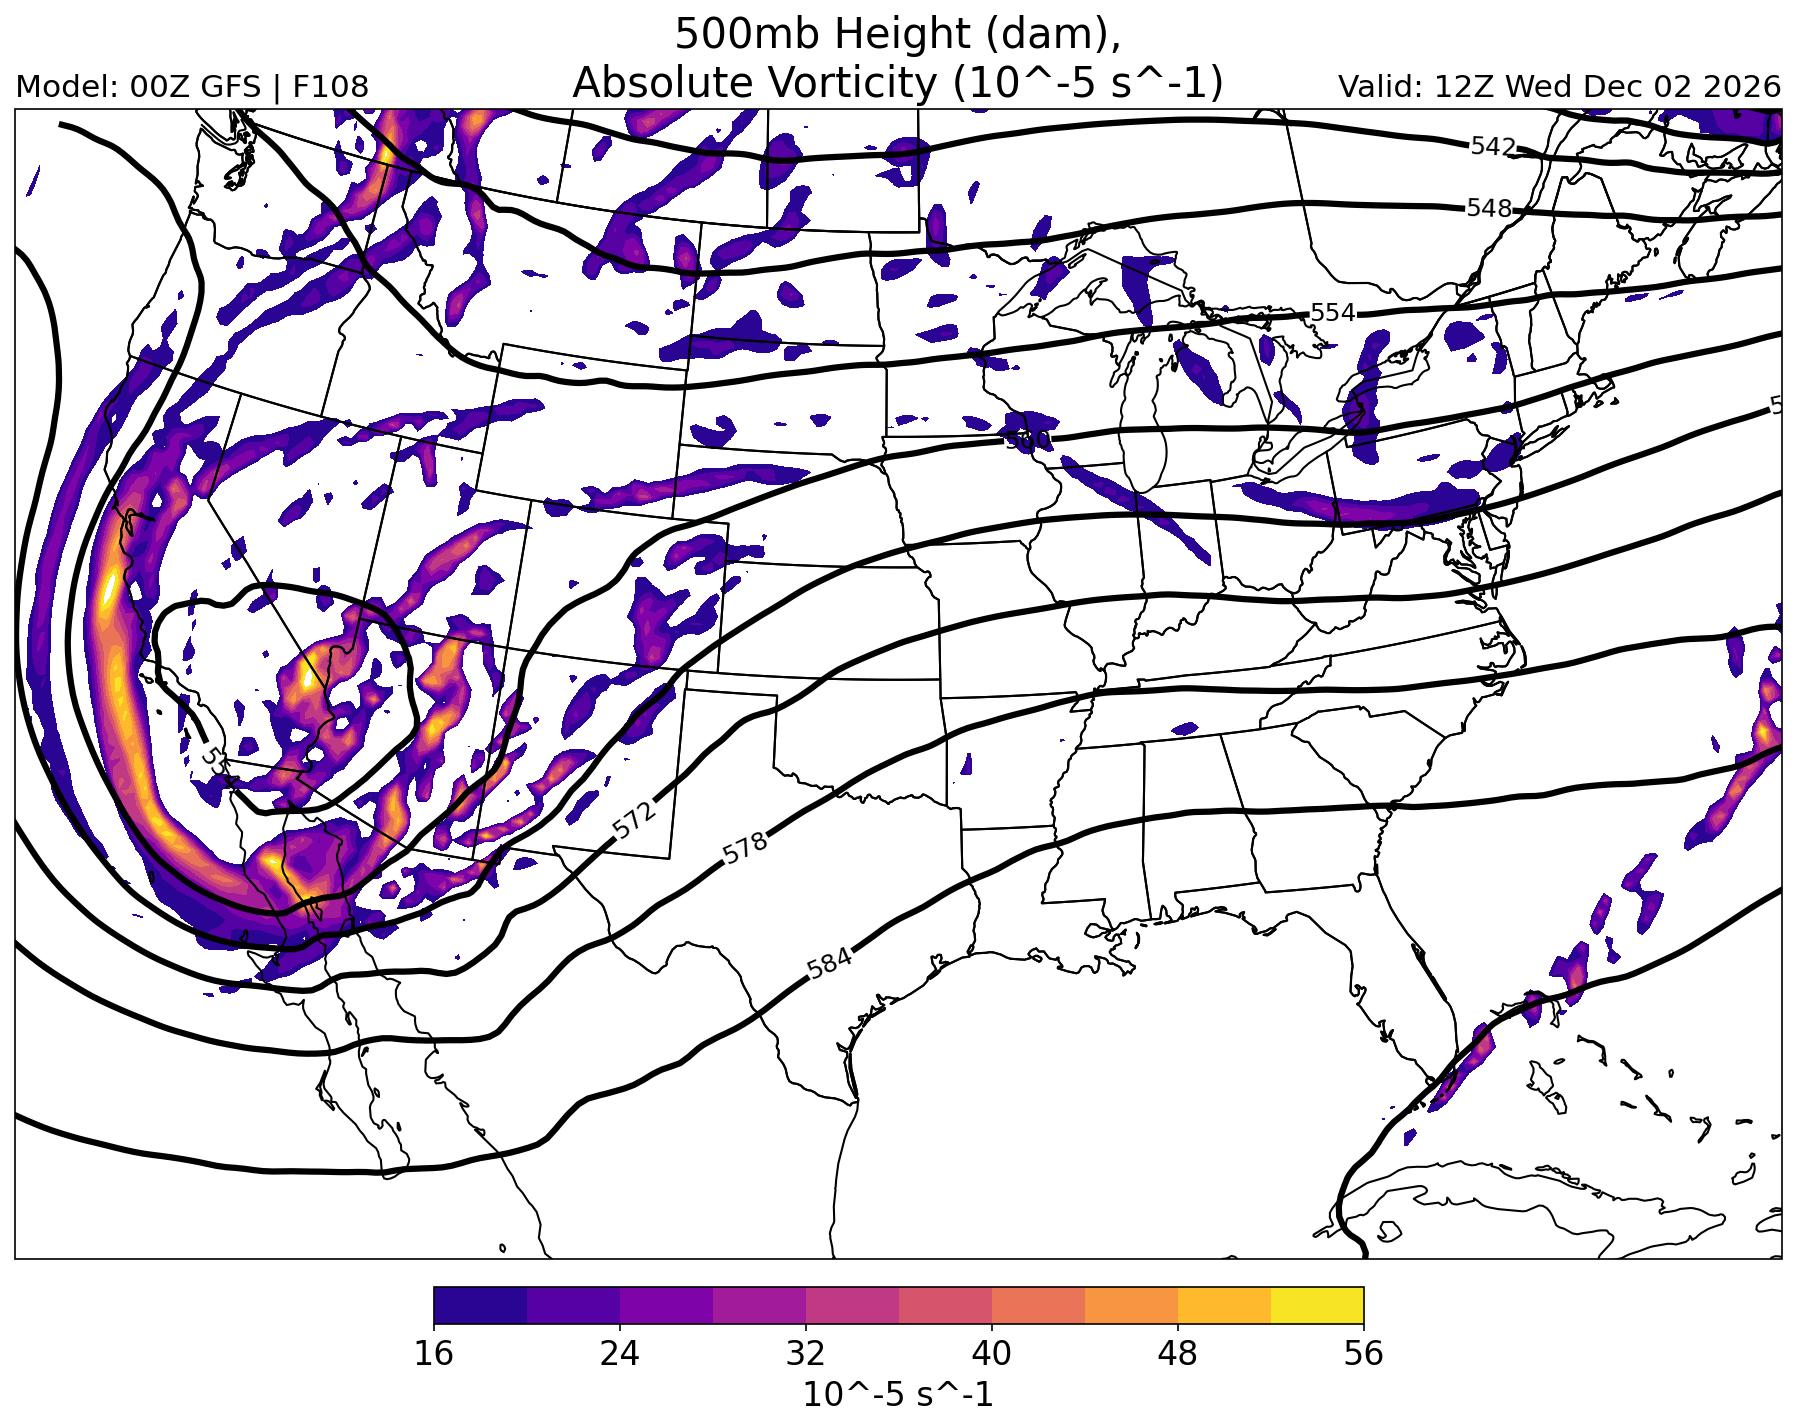 500mb Height (dam),
Absolute Vorticity (10^-5 s^-1)
Model: 00Z GFS | F108
Valid: 12Z Wed Dec 02 2026
542
548
554
560
572
578
584
16 24 32 40 48 56
10^-5 s^-1